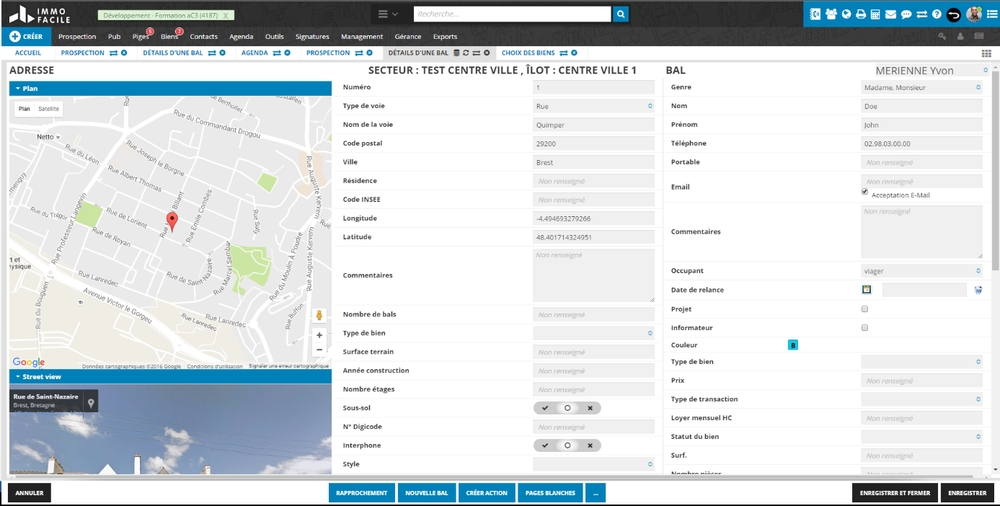 IMMO
FACILE
Développement - Formation aC3 (4187) X
Recherche...
CRÉER
Prospection
Pub
Piges
5
Biens
7
Contacts
Agenda
Outils
Signatures
Management
Gérance
Exports
ACCUEIL
PROSPECTION
DÉTAILS D'UNE BAL
AGENDA
PROSPECTION
DÉTAILS D'UNE BAL
CHOIX DES BIENS
ADRESSE
SECTEUR : TEST CENTRE VILLE , ÎLOT : CENTRE VILLE 1
BAL
MERIENNE Yvon
Plan
Plan
Satellite
Rue de Bertholet
Rue du Commandant Drogou
Netto
Rue du Léon
Rue Joseph le Borgne
Rue Albert Thomas
Rue Auguste Kervern
Rue Professeur Langevin
Rue Emile Combes
Rue du Trégor
Rue de Lorient
Rue de Royan
Rue Sully
Rue Auguste Kervern
Rue du Moulin À Poudre
Rue Marcel Sembat
Rue de Saint-Nazaire
Rue Lanredec
Rue du Bouguen
Avenue Victor le Gorgeu
Rue Lanredec
Rue Lanredec
Rue Buffon
Google
Données cartographiques ©2016 Google
Conditions d'utilisation
Signaler une erreur cartographique
Street view
Rue de Saint-Nazaire
Brest, Bretagne
Numéro
1
Type de voie
Rue
Nom de la voie
Quimper
Code postal
29200
Ville
Brest
Résidence
Non renseigné
Code INSEE
Non renseigné
Longitude
-4.494693279266
Latitude
48.401714324951
Commentaires
Non renseigné
Nombre de bals
Non renseigné
Type de bien
Surface terrain
Non renseigné
Année construction
Non renseigné
Nombre étages
Non renseigné
Sous-sol
N° Digicode
Non renseigné
Interphone
Style
Genre
Madame, Monsieur
Nom
Doe
Prénom
John
Téléphone
02.98.03.00.00
Portable
Non renseigné
Email
Non renseigné
Acceptation E-Mail
Commentaires
Non renseigné
Occupant
viager
Date de relance
Projet
Informateur
Couleur
B
Type de bien
Prix
Non renseigné
Type de transaction
Loyer mensuel HC
Non renseigné
Statut du bien
Surf.
Non renseigné
Nombre pièces
Non renseigné
ANNULER
RAPPROCHEMENT
NOUVELLE BAL
CRÉER ACTION
PAGES BLANCHES
...
ENREGISTRER ET FERMER
ENREGISTRER